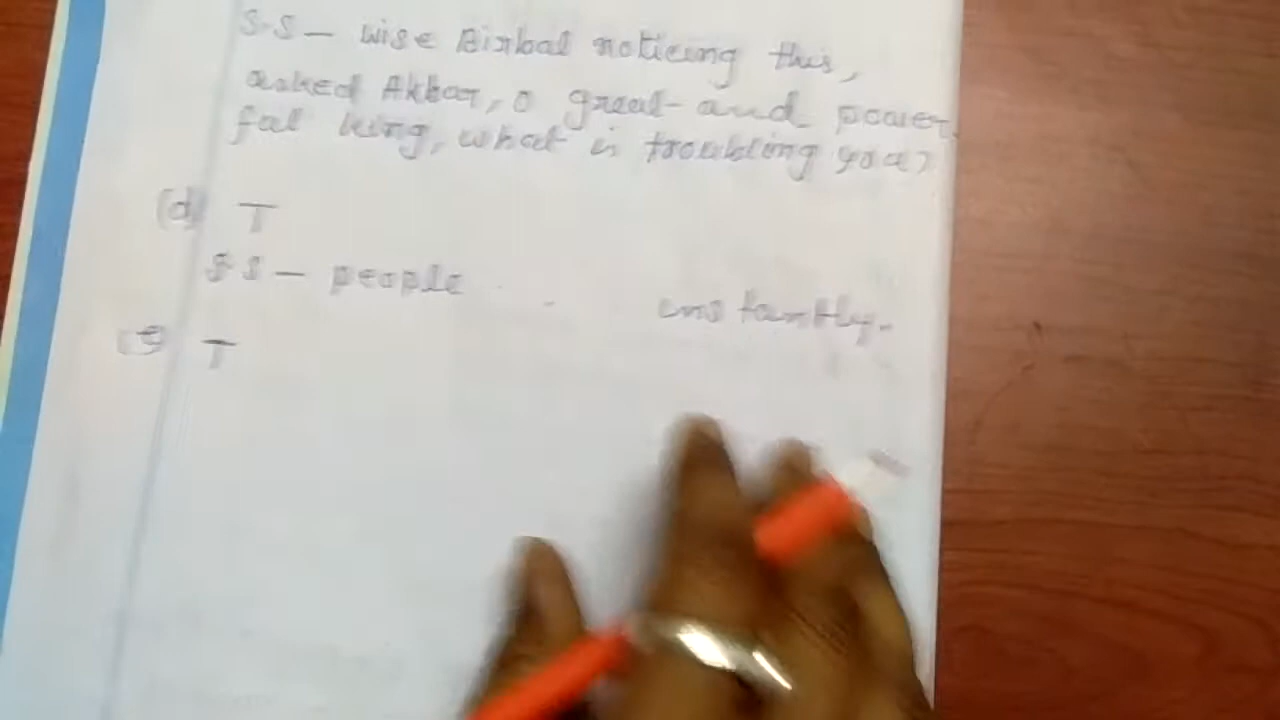 S.S – wise Birbal noticing this,
asked Akbar, o great and power
ful king, what is troubling you?
(d) T
S S – people . . instantly.
(e) T